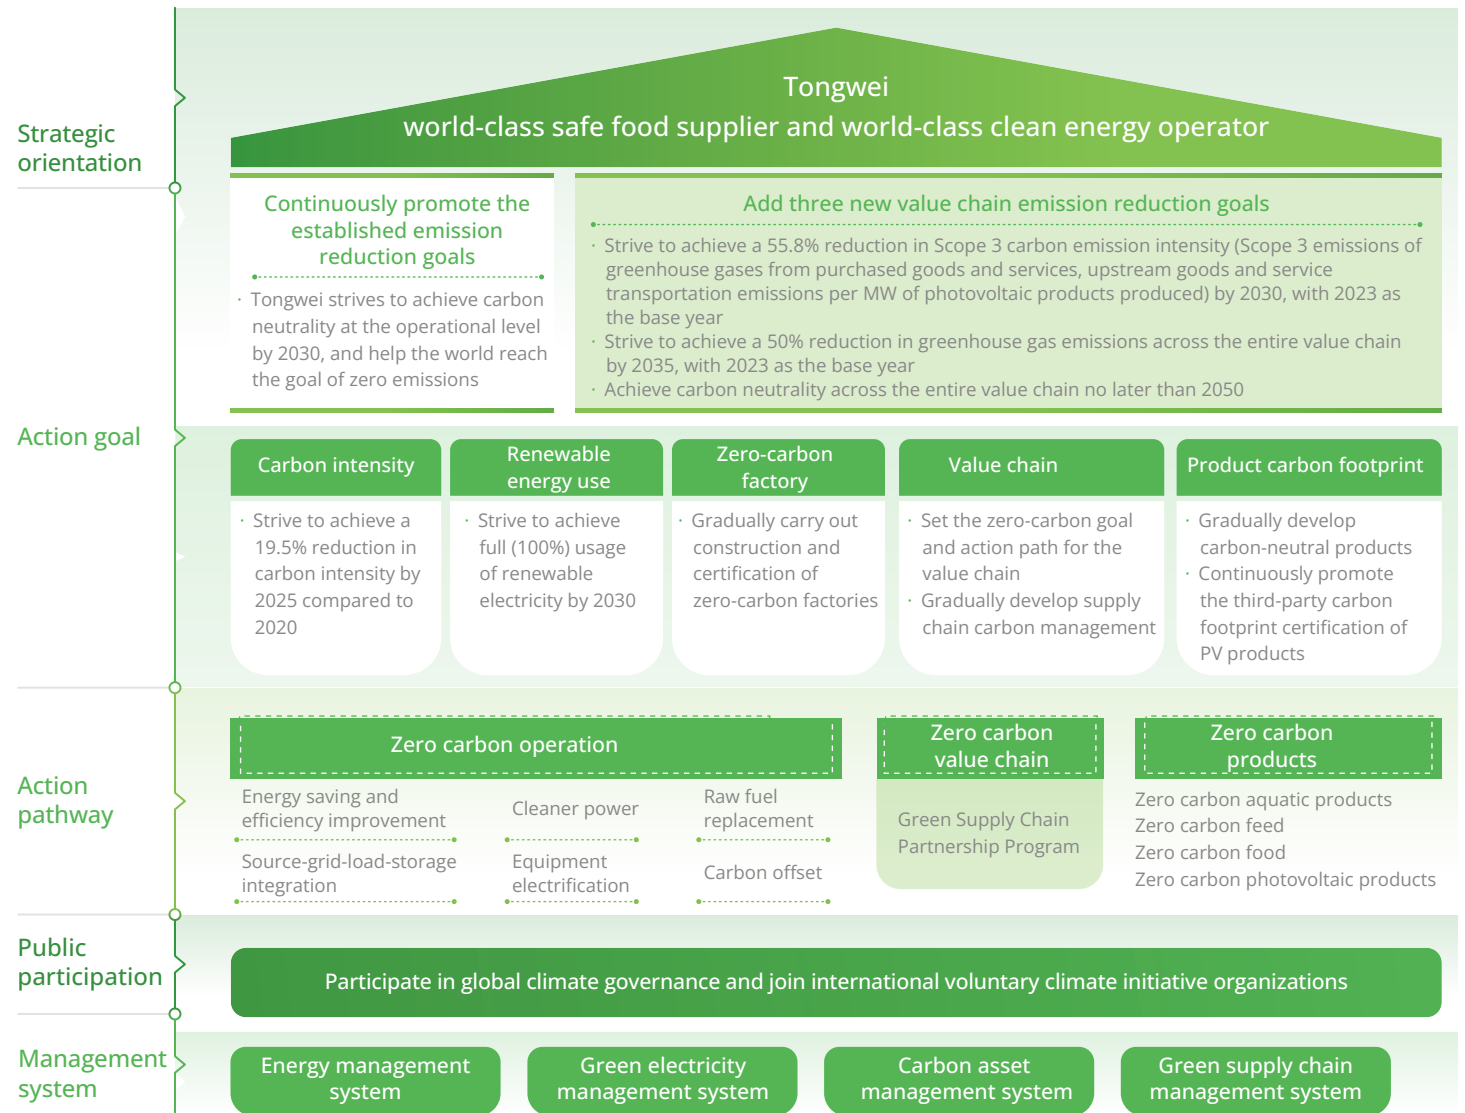 Strategic
orientation
Tongwei
world-class safe food supplier and world-class clean energy operator
Action goal
Continuously promote the
established emission
reduction goals
· Tongwei strives to achieve carbon
neutrality at the operational level
by 2030, and help the world reach
the goal of zero emissions
Add three new value chain emission reduction goals
· Strive to achieve a 55.8% reduction in Scope 3 carbon emission intensity (Scope 3 emissions of
greenhouse gases from purchased goods and services, upstream goods and service
transportation emissions per MW of photovoltaic products produced) by 2030, with 2023 as
the base year
· Strive to achieve a 50% reduction in greenhouse gas emissions across the entire value chain
by 2035, with 2023 as the base year
· Achieve carbon neutrality across the entire value chain no later than 2050
Carbon intensity
· Strive to achieve a
19.5% reduction in
carbon intensity by
2025 compared to
2020
Renewable
energy use
· Strive to achieve
full (100%) usage
of renewable
electricity by 2030
Zero-carbon
factory
· Gradually carry out
construction and
certification of
zero-carbon factories
Value chain
· Set the zero-carbon goal
and action path for the
value chain
· Gradually develop supply
chain carbon management
Product carbon footprint
· Gradually develop
carbon-neutral products
· Continuously promote
the third-party carbon
footprint certification of
PV products
Action
pathway
Zero carbon operation
Energy saving and
efficiency improvement
Cleaner power
Raw fuel
replacement
Source-grid-load-storage
integration
Equipment
electrification
Carbon offset
Zero carbon
value chain
Green Supply Chain
Partnership Program
Zero carbon
products
Zero carbon aquatic products
Zero carbon feed
Zero carbon food
Zero carbon photovoltaic products
Public
participation
Participate in global climate governance and join international voluntary climate initiative organizations
Management
system
Energy management
system
Green electricity
management system
Carbon asset
management system
Green supply chain
management system